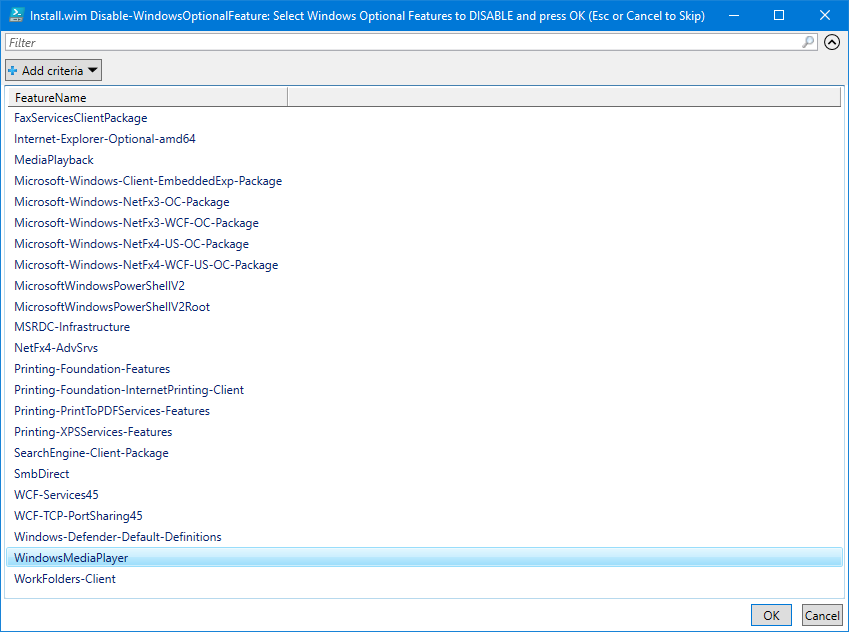 Install.wim Disable-WindowsOptionalFeature: Select Windows Optional Features to DISABLE and press OK (Esc or Cancel to Skip)
Filter
Add criteria
FeatureName
FaxServicesClientPackage
Internet-Explorer-Optional-amd64
MediaPlayback
Microsoft-Windows-Client-EmbeddedExp-Package
Microsoft-Windows-NetFx3-OC-Package
Microsoft-Windows-NetFx3-WCF-OC-Package
Microsoft-Windows-NetFx4-US-OC-Package
Microsoft-Windows-NetFx4-WCF-US-OC-Package
MicrosoftWindowsPowerShellV2
MicrosoftWindowsPowerShellV2Root
MSRDC-Infrastructure
NetFx4-AdvSrvs
Printing-Foundation-Features
Printing-Foundation-InternetPrinting-Client
Printing-PrintToPDFServices-Features
Printing-XPSServices-Features
SearchEngine-Client-Package
SmbDirect
WCF-Services45
WCF-TCP-PortSharing45
Windows-Defender-Default-Definitions
WindowsMediaPlayer
WorkFolders-Client
OK Cancel